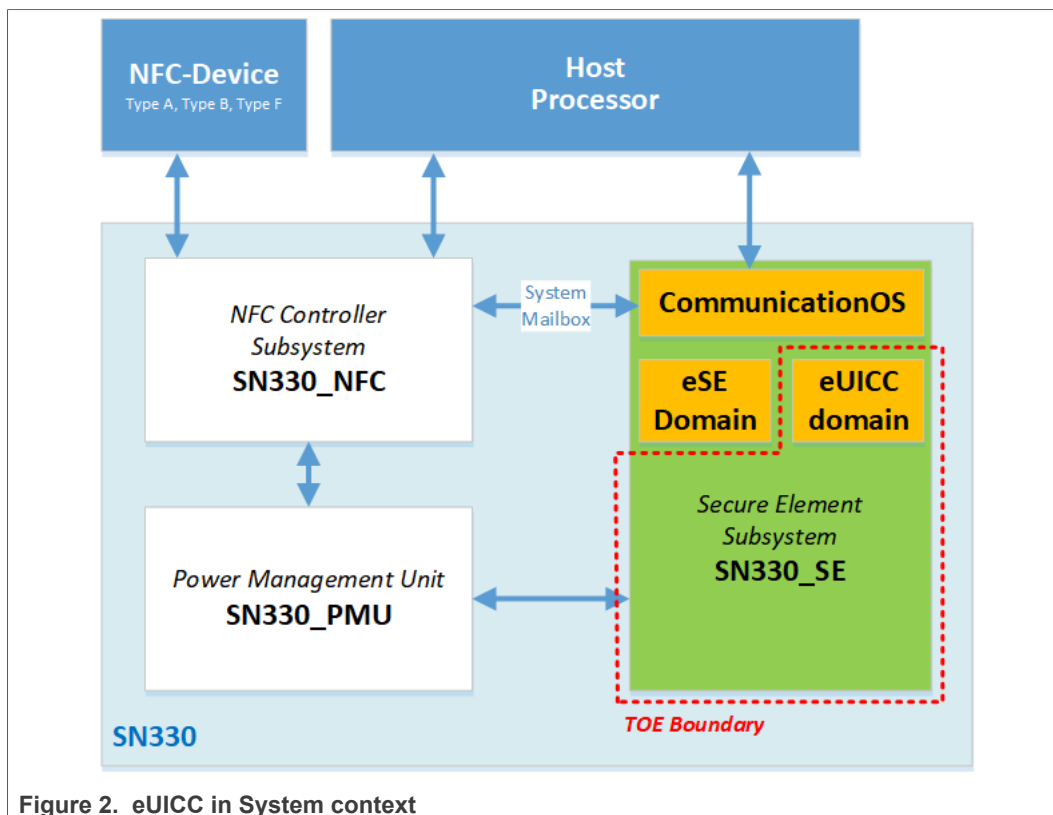 NFC-Device
Type A, Type B, Type F
Host
Processor
NFC Controller
Subsystem
SN330_NFC
System
Mailbox
CommunicationOS
eSE
Domain
eUICC
domain
Secure Element
Subsystem
SN330_SE
Power Management Unit
SN330_PMU
TOE Boundary
SN330
Figure 2. eUICC in System context